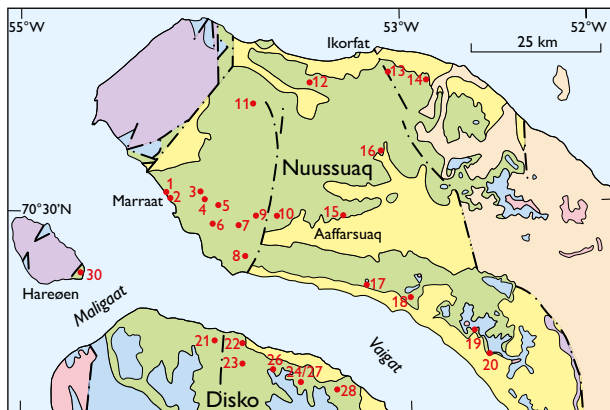 55°W
53°W
52°W
Ikorfat
25 km
13
12
14
11
16
Nuussuaq
1
3
2
Marraat
4
5
15
9
10
70°30'N
6
7
Aaffarsuaq
8
30
17
Hareøen
Maligaat
18
19
21
22
Vaigat
20
23
26
24/27
28
Disko